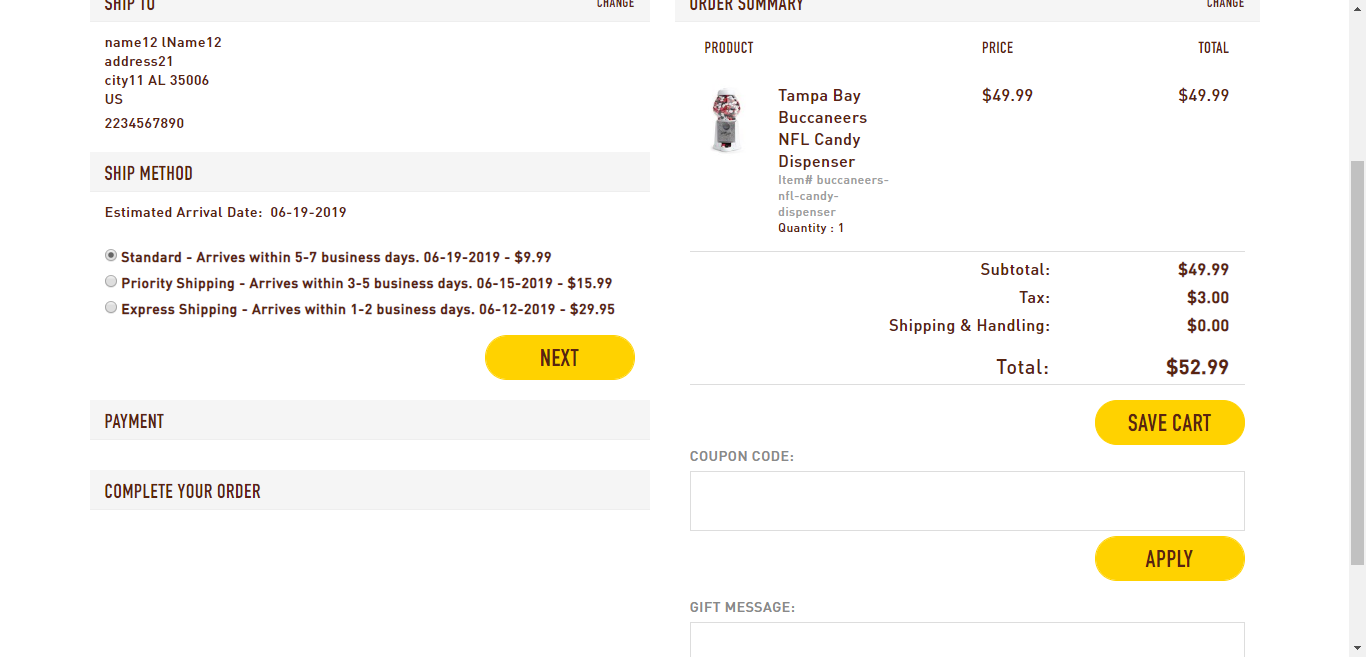 SHIP TO
CHANGE
name12 lName12
address21
city11 AL 35006
US
2234567890
SHIP METHOD
Estimated Arrival Date: 06-19-2019
Standard - Arrives within 5-7 business days. 06-19-2019 - $9.99
Priority Shipping - Arrives within 3-5 business days. 06-15-2019 - $15.99
Express Shipping - Arrives within 1-2 business days. 06-12-2019 - $29.95
NEXT
PAYMENT
COMPLETE YOUR ORDER
ORDER SUMMARY
CHANGE
PRODUCT PRICE TOTAL
Tampa Bay $49.99 $49.99
Buccaneers
NFL Candy
Dispenser
Item# buccaneers-
nfl-candy-
dispenser
Quantity : 1
Subtotal: $49.99
Tax: $3.00
Shipping & Handling: $0.00
Total: $52.99
SAVE CART
COUPON CODE:
APPLY
GIFT MESSAGE: